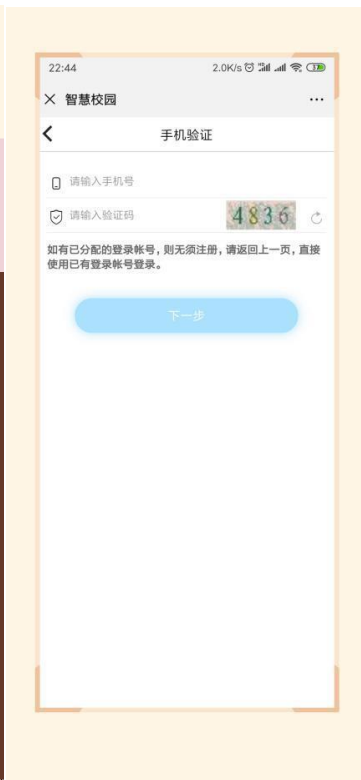 22:44 2.0K/s 37
智慧校园
手机验证
请输入手机号
请输入验证码 4836
如有已分配的登录帐号，则无须注册，请返回上一页，直接
使用已有登录帐号登录。
下一步